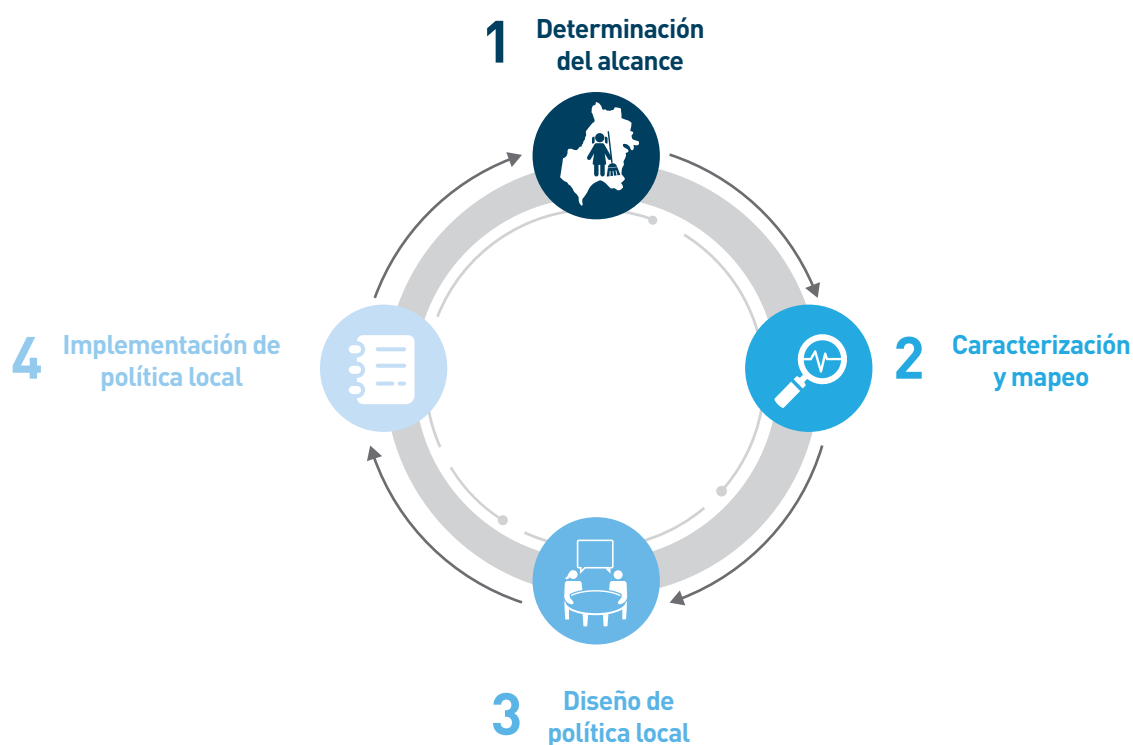 1
Determinación
del alcance
2
Caracterización
y mapeo
3
Diseño de
política local
4
Implementación de
política local